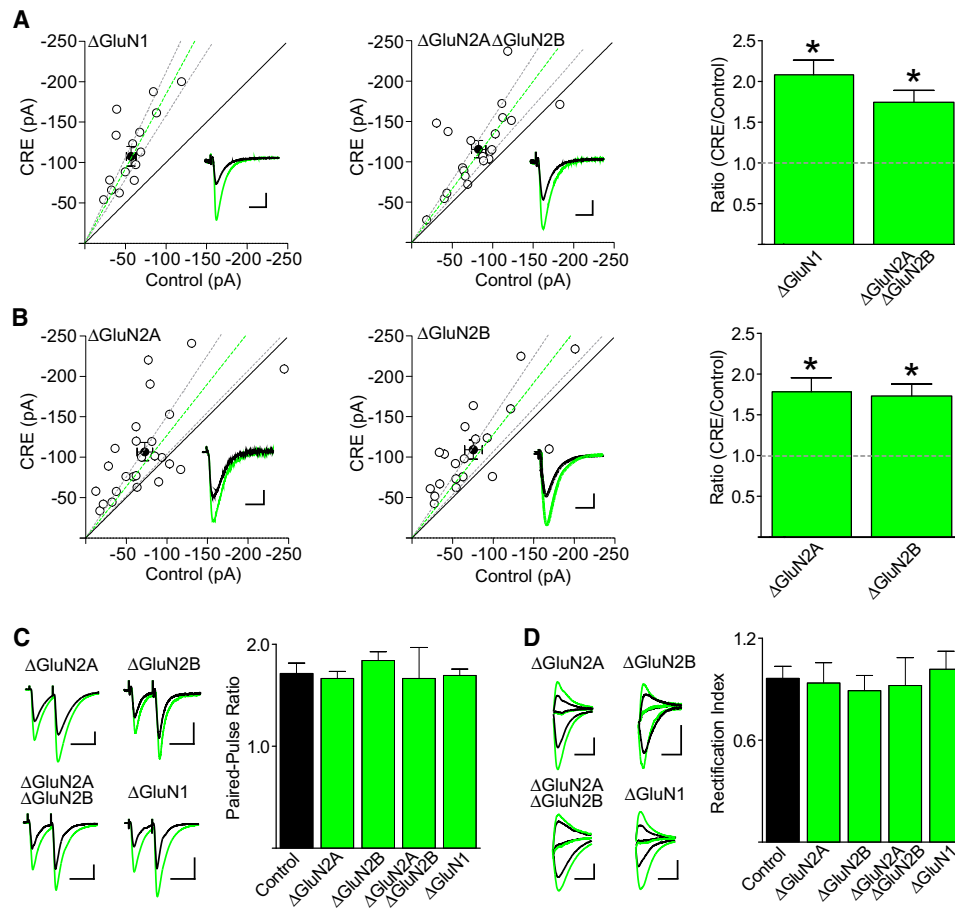 A
ΔGluN1
-250
-200
-150
-100
-50
CRE (pA)
-50 -100 -150 -200 -250
Control (pA)
ΔGluN2A
ΔGluN2B
-250
-200
-150
-100
-50
CRE (pA)
-50 -100 -150 -200 -250
Control (pA)
2.5
2.0
1.5
1.0
0.5
Ratio (CRE/Control)
* *
ΔGluN1
ΔGluN2A
ΔGluN2B
B
ΔGluN2A
-250
-200
-150
-100
-50
CRE (pA)
-50 -100 -150 -200 -250
Control (pA)
ΔGluN2B
-250
-200
-150
-100
-50
CRE (pA)
-50 -100 -150 -200 -250
Control (pA)
2.5
2.0
1.5
1.0
0.5
Ratio (CRE/Control)
* *
ΔGluN2A
ΔGluN2B
C
ΔGluN2A
ΔGluN2B
ΔGluN2A
ΔGluN2B
ΔGluN1
2.0
1.0
Paired-Pulse Ratio
Control
ΔGluN2A
ΔGluN2B
ΔGluN2A
ΔGluN2B
ΔGluN1
D
ΔGluN2A
ΔGluN2B
ΔGluN2A
ΔGluN2B
ΔGluN1
1.2
0.6
Rectification Index
Control
ΔGluN2A
ΔGluN2B
ΔGluN2A
ΔGluN2B
ΔGluN1